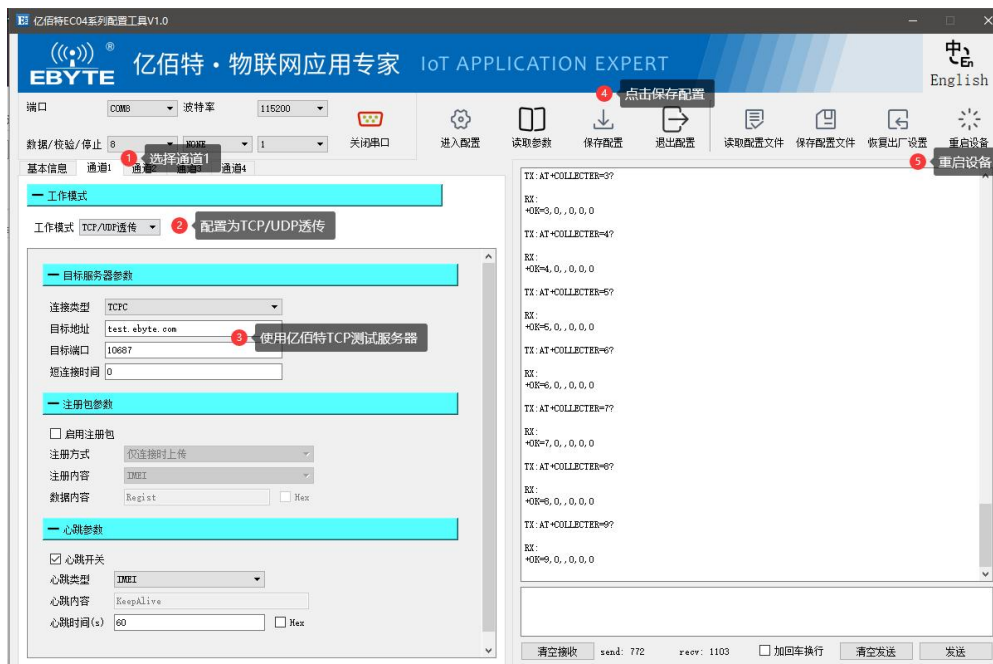 亿佰特EC04系列配置工具V1.0
((( ))) ®
EBYTE 亿佰特·物联网应用专家 IoT APPLICATION EXPERT
中
English
端口 COM8 波特率 115200
数据/校验/停止 8 NONE 1
关闭串口
进入配置
读取参数
保存配置
退出配置
读取配置文件
保存配置文件
恢复出厂设置
重启设备
4 点击保存配置
5 重启设备
1 选择通道1
基本信息 通道1 通道2 通道3 通道4
工作模式
工作模式 TCP/UDP透传
2 配置为TCP/UDP透传
目标服务器参数
连接类型 TCPC
目标地址 test.ebyte.com
目标端口 10687
3 使用亿佰特TCP测试服务器
短连接时间 0
注册包参数
启用注册包
注册方式 仅连接时上传
注册内容 IMEI
数据内容 Regist Hex
心跳参数
心跳开关
心跳类型 IMEI
心跳内容 KeepAlive
心跳时间(s) 60 Hex
TX:AT+COLLECTER=3?
RX:
+OK=3,0,,0,0,0
TX:AT+COLLECTER=4?
RX:
+OK=4,0,,0,0,0
TX:AT+COLLECTER=5?
RX:
+OK=5,0,,0,0,0
TX:AT+COLLECTER=6?
RX:
+OK=6,0,,0,0,0
TX:AT+COLLECTER=7?
RX:
+OK=7,0,,0,0,0
TX:AT+COLLECTER=8?
RX:
+OK=8,0,,0,0,0
TX:AT+COLLECTER=9?
RX:
+OK=9,0,,0,0,0
清空接收 send: 772 recv: 1103 加回车换行 清空发送 发送